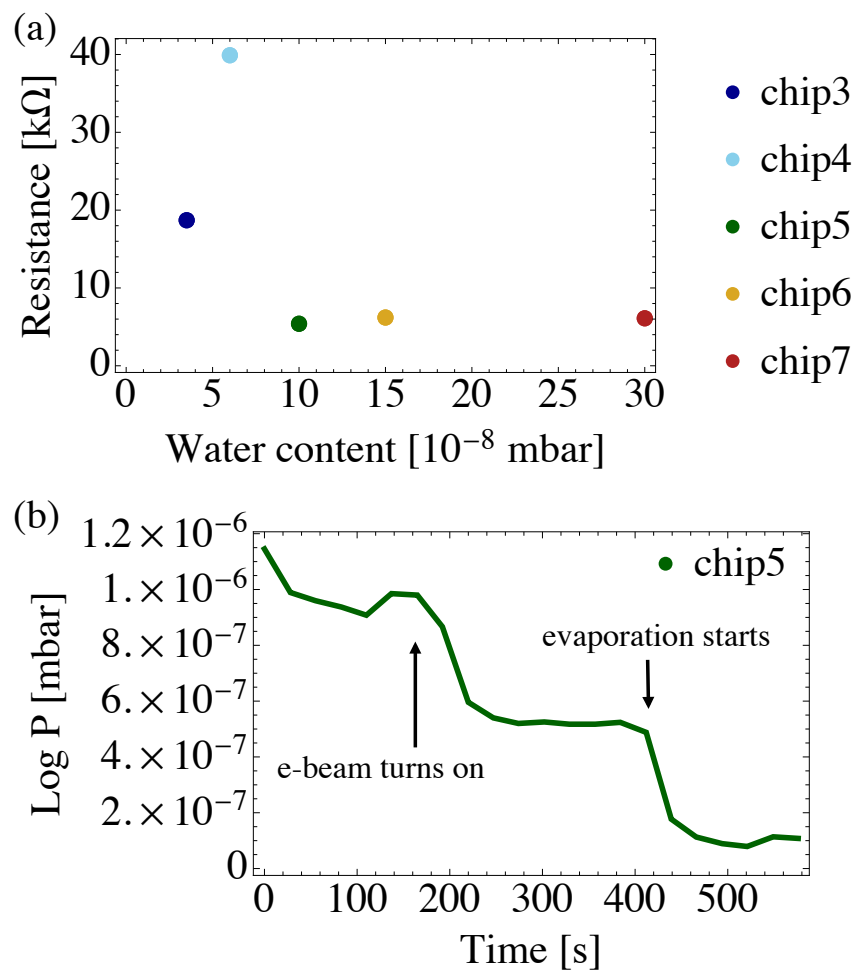 (a)
Resistance [kΩ]
40
30
20
10
0
0 5 10 15 20 25 30
Water content [10⁻⁸ mbar]
chip3
chip4
chip5
chip6
chip7
(b)
Log P [mbar]
1.2×10⁻⁶
1.×10⁻⁶
8.×10⁻⁷
6.×10⁻⁷
4.×10⁻⁷
2.×10⁻⁷
0
chip5
evaporation starts
e-beam turns on
0 100 200 300 400 500
Time [s]